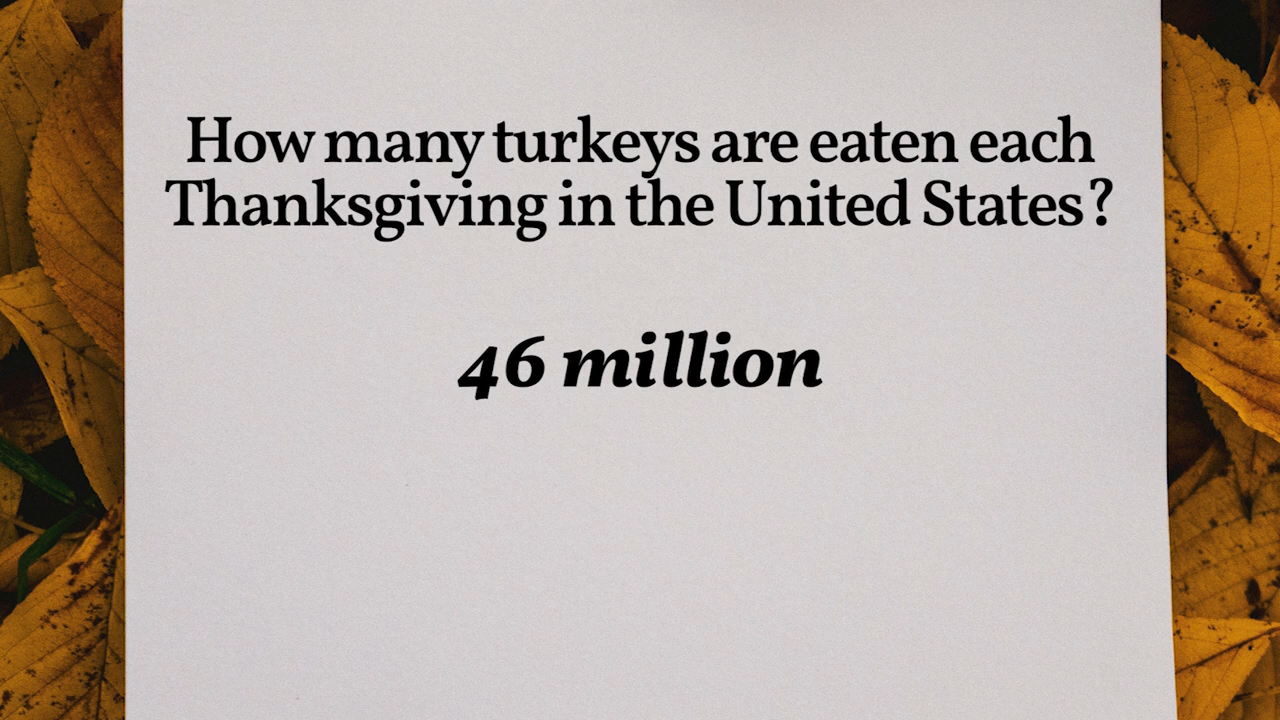 How many turkeys are eaten each
Thanksgiving in the United States?
46 million